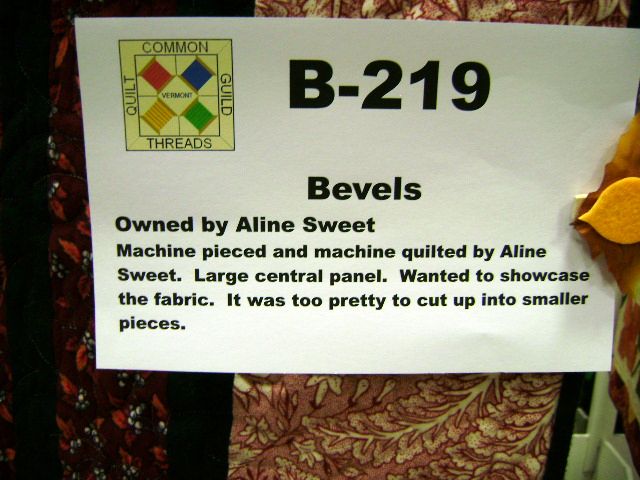 COMMON
QUILT
GUILD
VERMONT
THREADS
B-219
Bevels
Owned by Aline Sweet
Machine pieced and machine quilted by Aline
Sweet. Large central panel. Wanted to showcase
the fabric. It was too pretty to cut up into smaller
pieces.